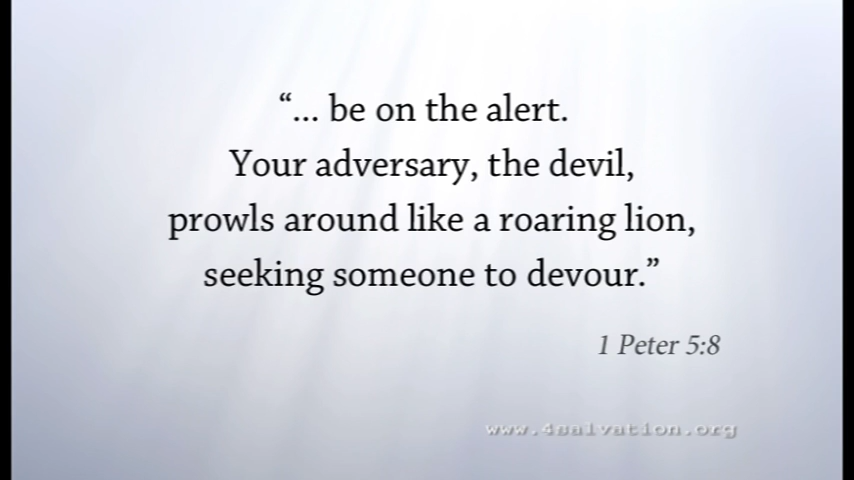 “... be on the alert.
Your adversary, the devil,
prowls around like a roaring lion,
seeking someone to devour.”
1 Peter 5:8
www.4salvation.org